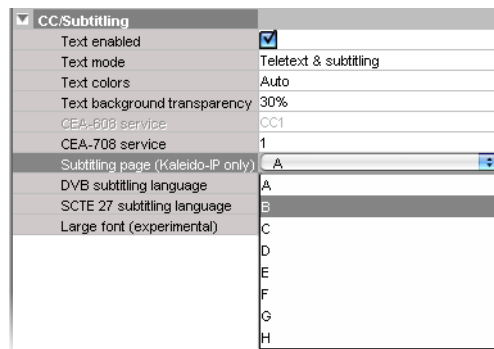 CC/Subtitling
Text enabled
Text mode Teletext & subtitling
Text colors Auto
Text background transparency 30%
CEA-608 service CC1
CEA-708 service 1
Subtitling page (Kaleido-IP only) A
DVB subtitling language A
SCTE 27 subtitling language B
Large font (experimental) C
D
E
F
G
H